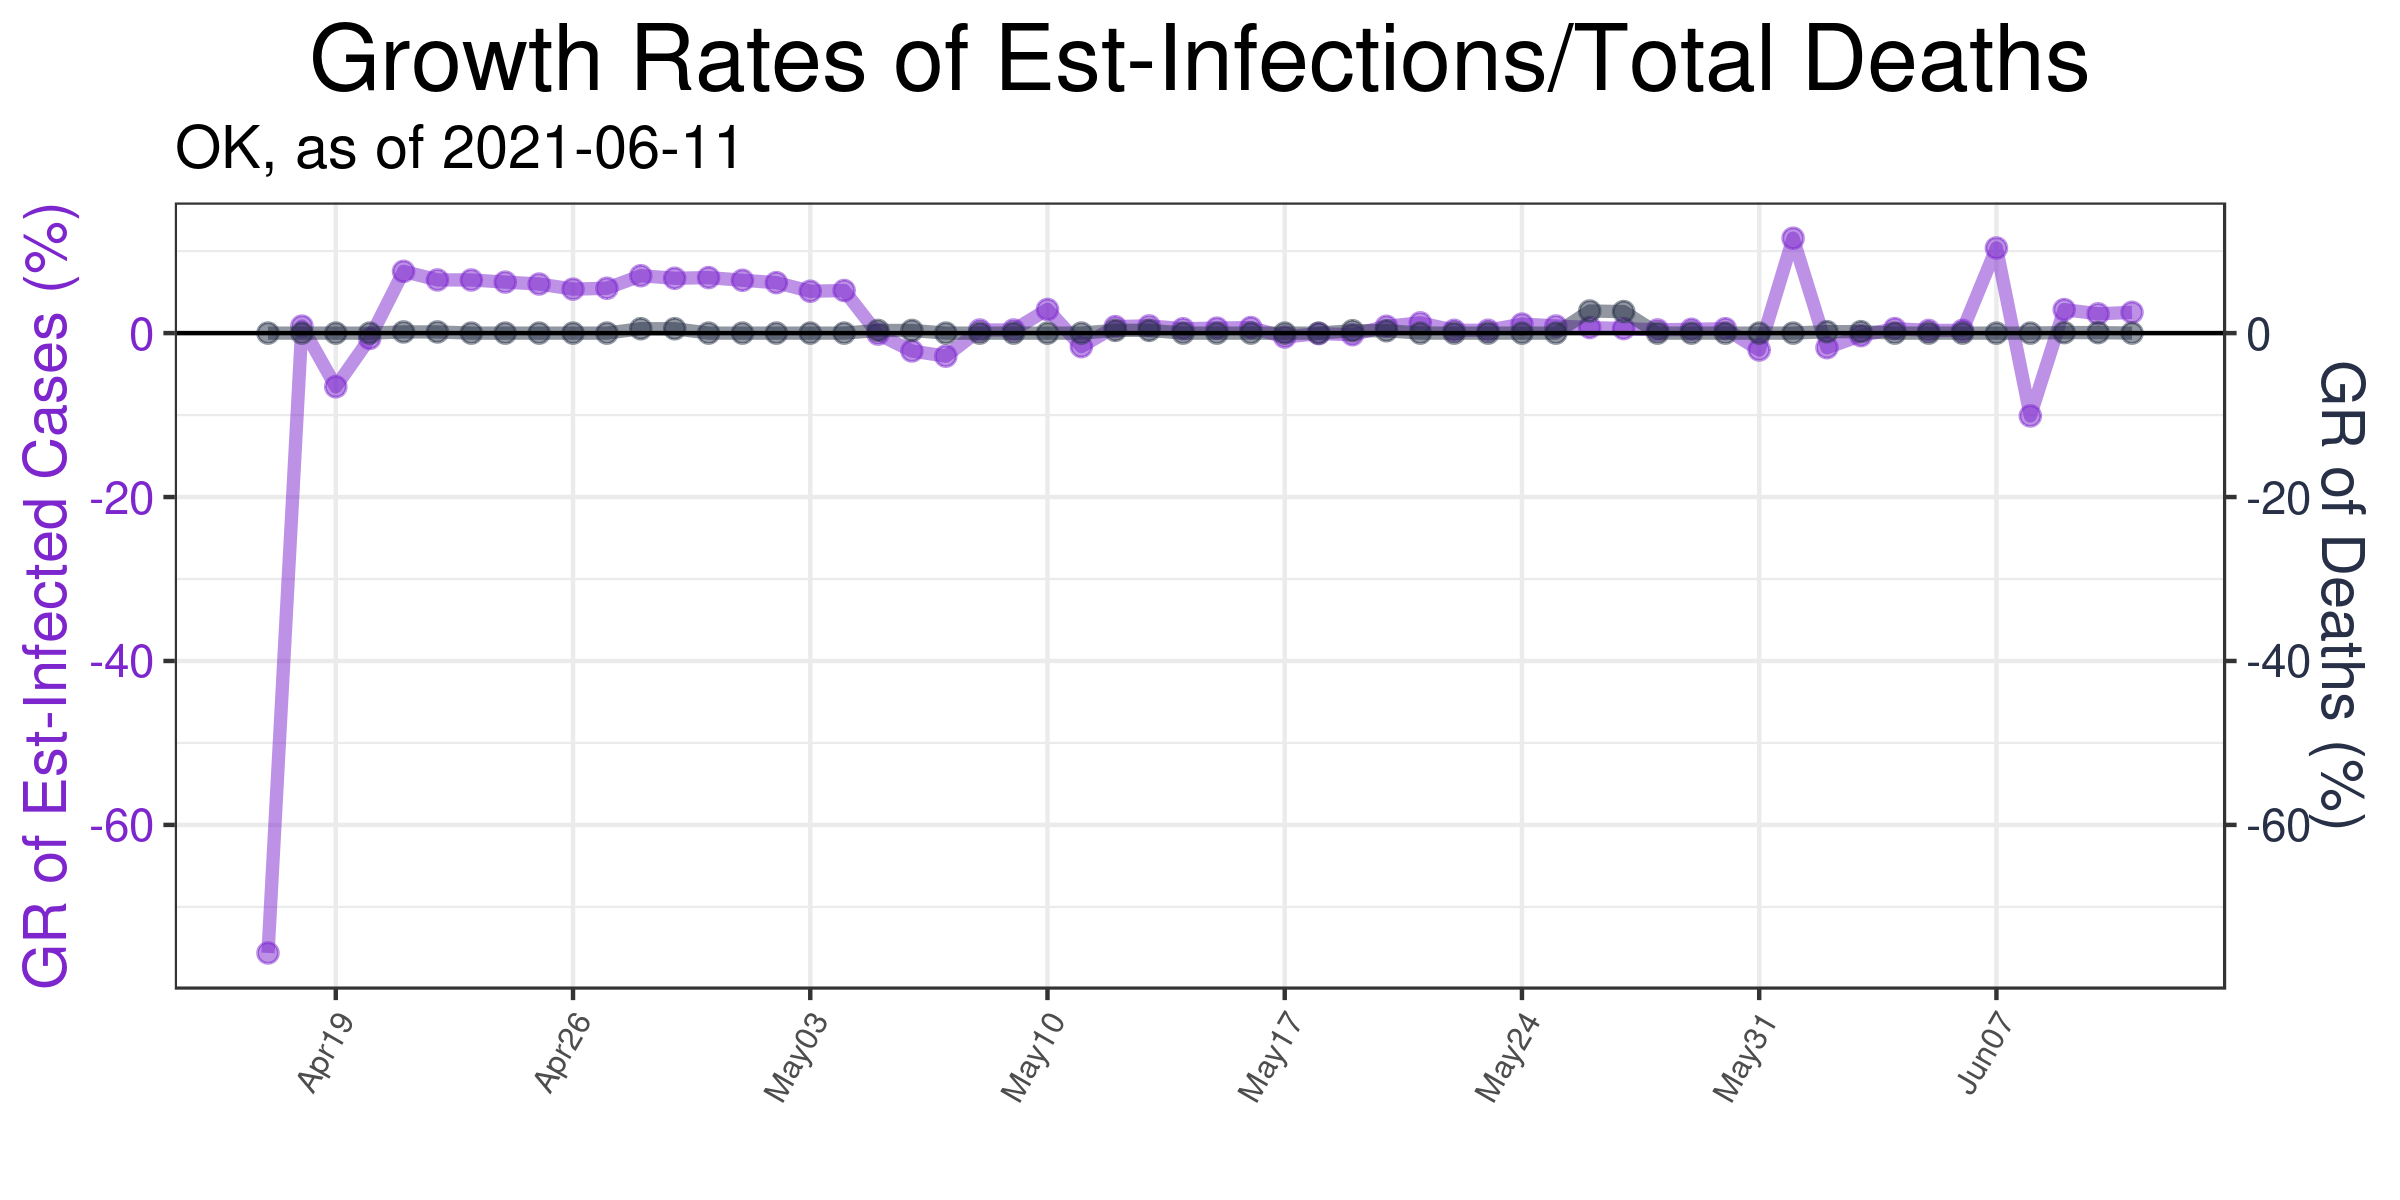 Growth Rates of Est-Infections/Total Deaths
OK, as of 2021-06-11
GR of Est-Infected Cases (%)
0
-20
-40
-60
0
-20
-40
-60
GR of Deaths (%)
Apr19
Apr26
May03
May10
May17
May24
May31
Jun07